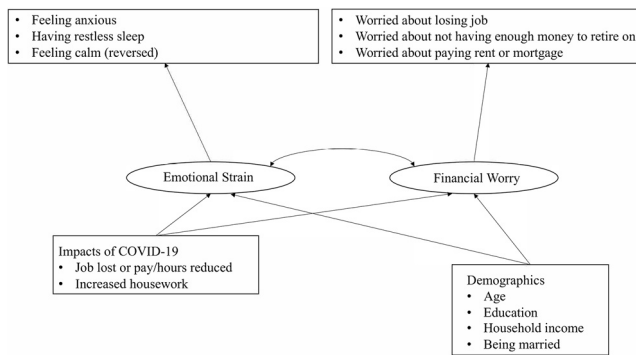 • Feeling anxious
• Having restless sleep
• Feeling calm (reversed)
• Worried about losing job
• Worried about not having enough money to retire on
• Worried about paying rent or mortgage
Emotional Strain
Financial Worry
Impacts of COVID-19
• Job lost or pay/hours reduced
• Increased housework
Demographics
• Age
• Education
• Household income
• Being married